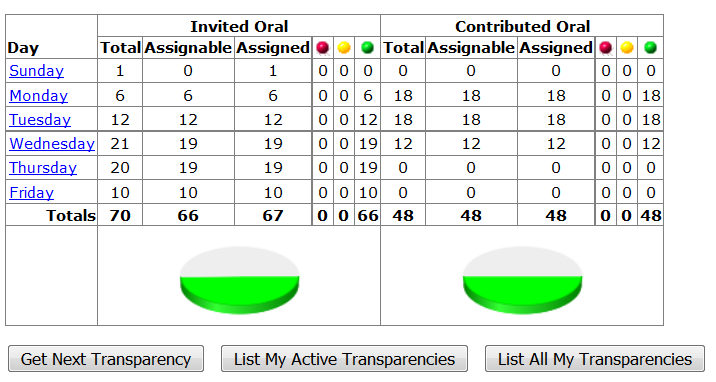 Invited Oral Contributed Oral
Day Total Assignable Assigned Total Assignable Assigned
Sunday 1 0 1 0 0 0 0 0 0 0 0 0
Monday 6 6 6 0 0 6 18 18 18 0 0 18
Tuesday 12 12 12 0 0 12 18 18 18 0 0 18
Wednesday 21 19 19 0 0 19 12 12 12 0 0 12
Thursday 20 19 19 0 0 19 0 0 0 0 0 0
Friday 10 10 10 0 0 10 0 0 0 0 0 0
Totals 70 66 67 0 0 66 48 48 48 0 0 48
Get Next Transparency List My Active Transparencies List All My Transparencies